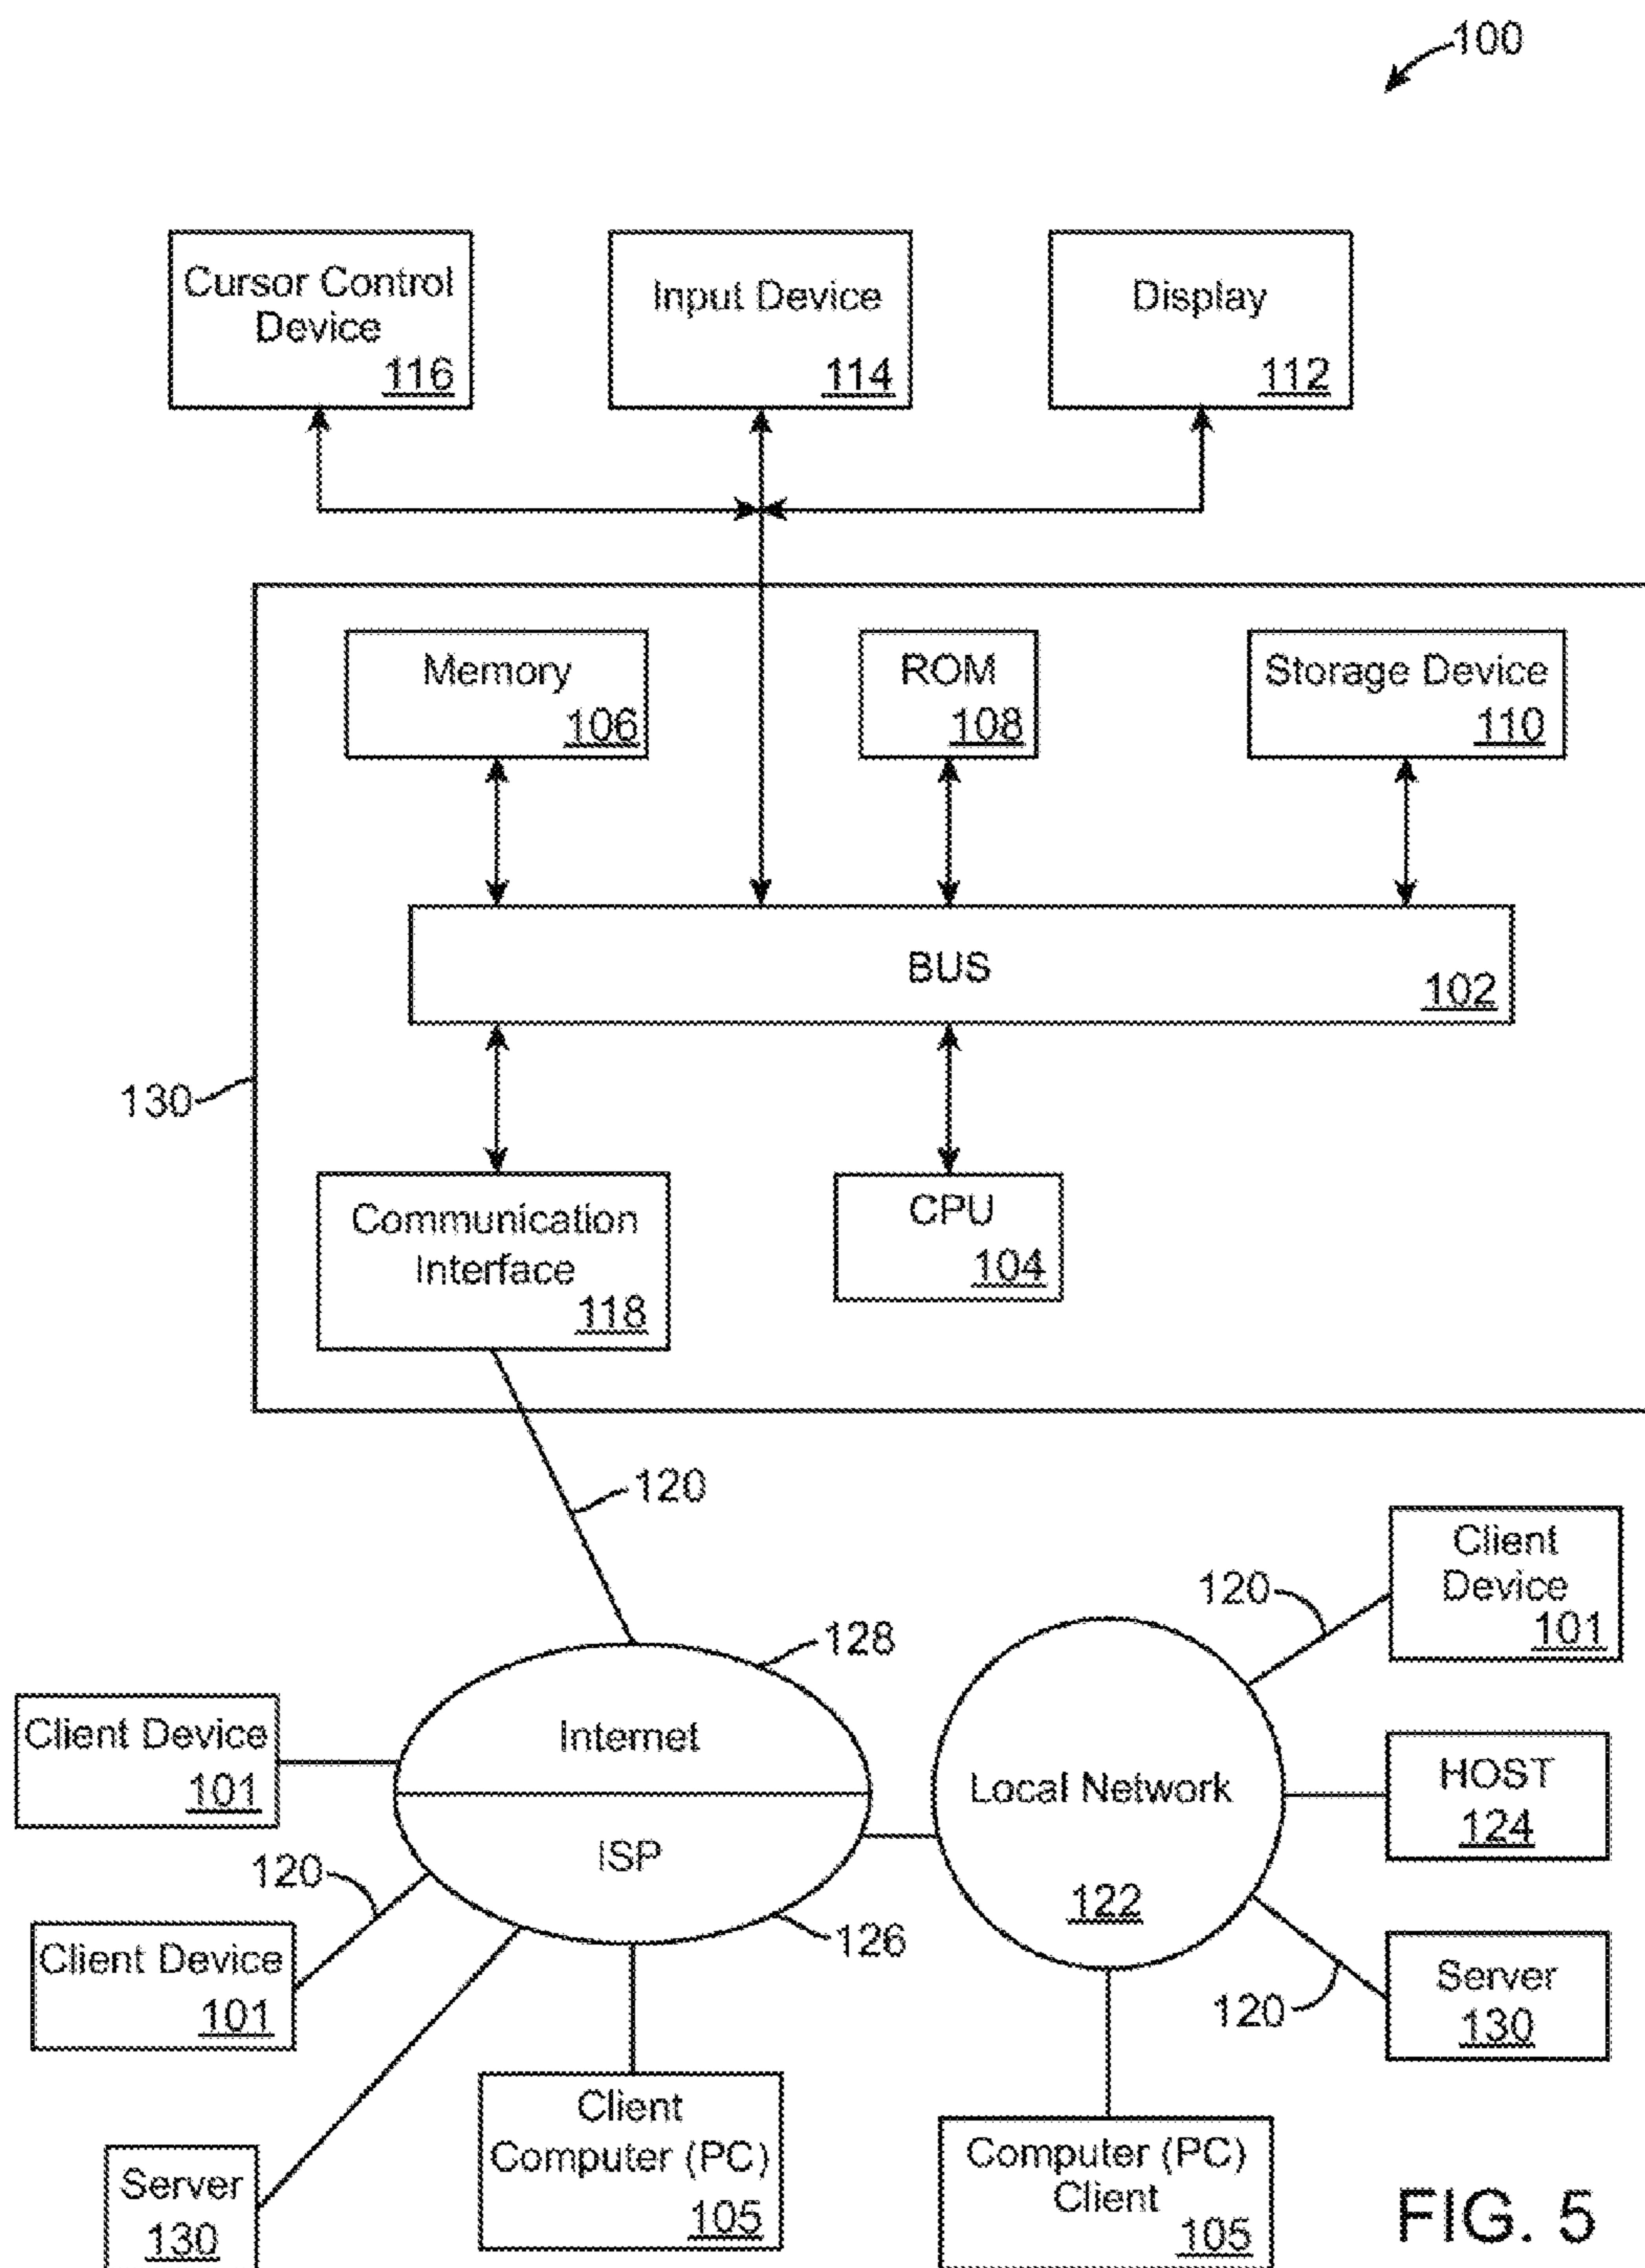 100
Cursor Control
Device
116
Input Device
114
Display
112
Memory
106
ROM
108
Storage Device
110
BUS
102
130
Communication
Interface
118
CPU
104
120
128
Internet
ISP
126
Client Device
101
120
Client Device
101
Server
130
Client
Computer (PC)
105
Local Network
122
120
Client
Device
101
HOST
124
120
Server
130
Computer (PC)
Client
105
FIG. 5